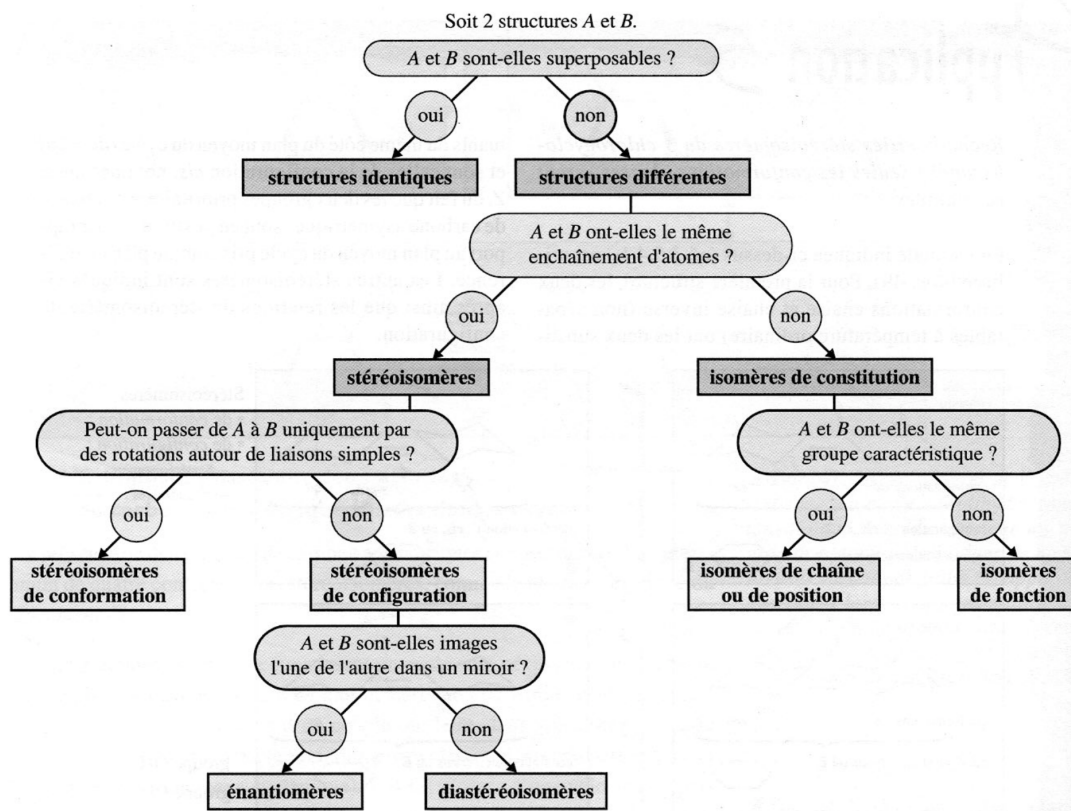 Soit 2 structures A et B.
A et B sont-elles superposables ?
oui
non
structures identiques
structures différentes
A et B ont-elles le même
enchaînement d'atomes ?
oui
non
stéréoisomères
isomères de constitution
Peut-on passer de A à B uniquement par
des rotations autour de liaisons simples ?
A et B ont-elles le même
groupe caractéristique ?
oui
non
oui
non
stéréoisomères
de conformation
stéréoisomères
de configuration
isomères de chaîne
ou de position
isomères
de fonction
A et B sont-elles images
l'une de l'autre dans un miroir ?
oui
non
énantiomères
diastéréoisomères